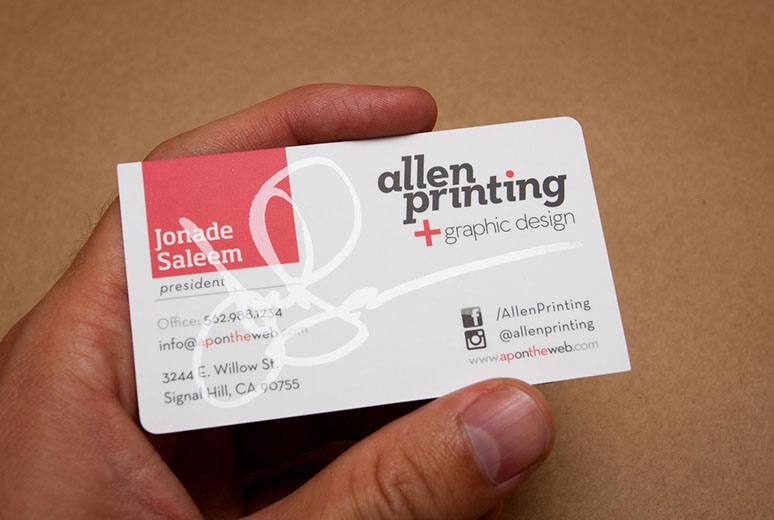 Jonade
Saleem
president
Office: 562.988.1234
info@apontheweb.com
3244 E. Willow St.
Signal Hill, CA 90755
allen
printing
+ graphic design
/AllenPrinting
@allenprinting
www.apontheweb.com